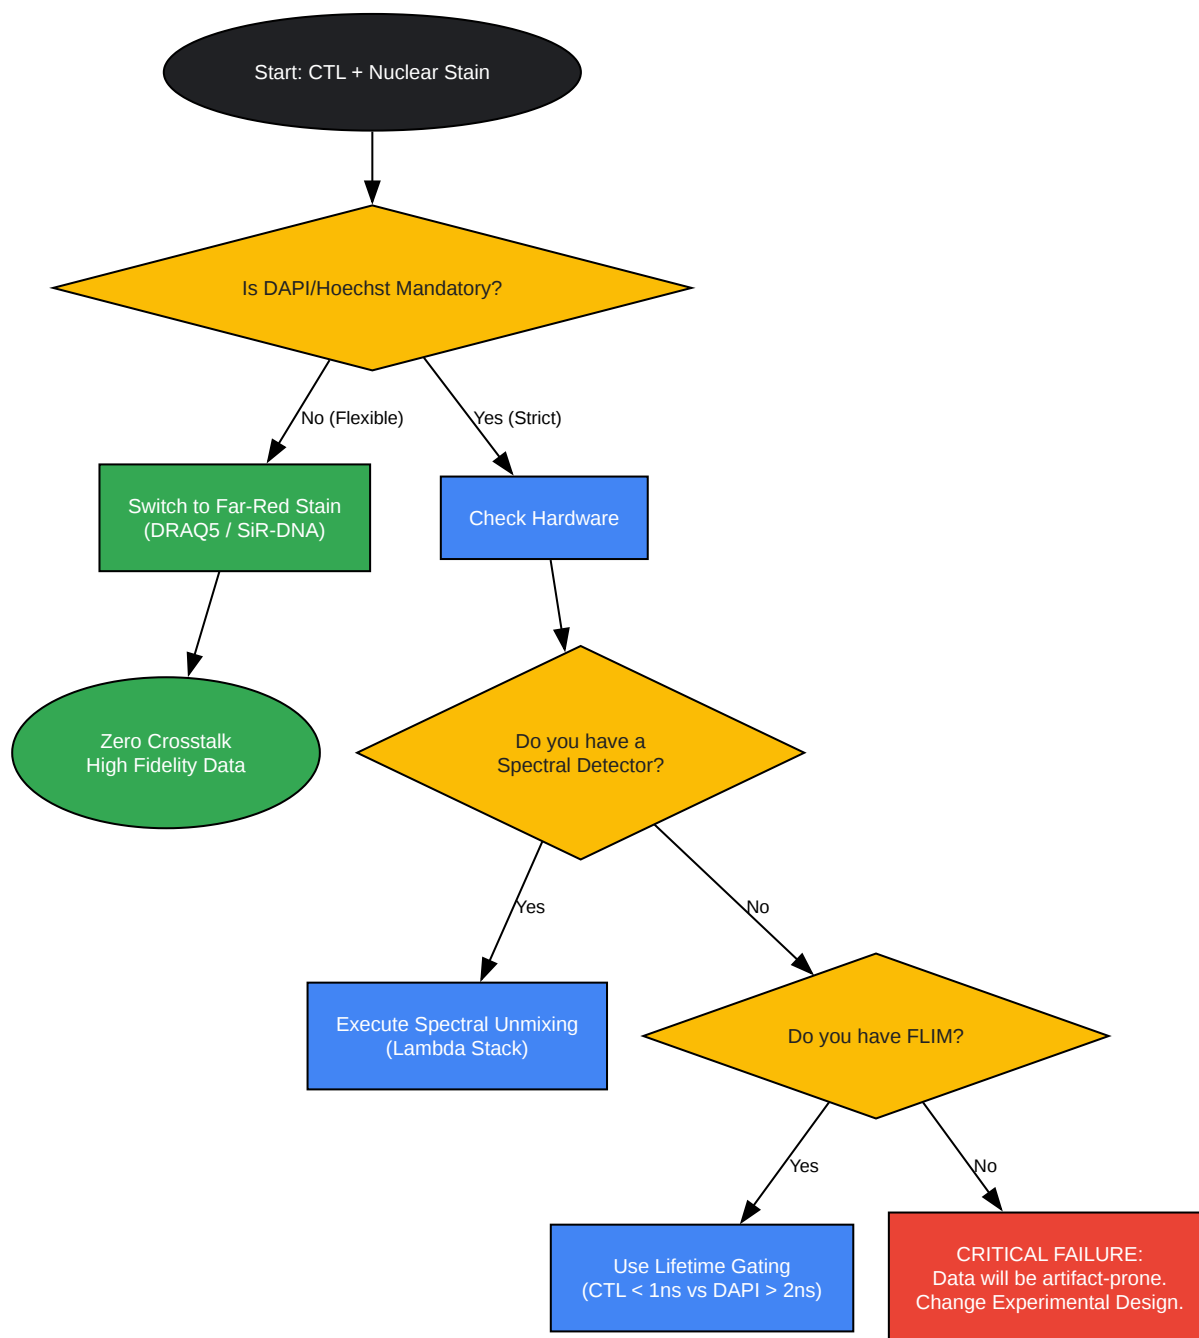 Start: CTL + Nuclear Stain
Is DAPI/Hoechst Mandatory?
No (Flexible)
Yes (Strict)
Switch to Far-Red Stain
(DRAQ5 / SiR-DNA)
Check Hardware
Zero Crosstalk
High Fidelity Data
Do you have a
Spectral Detector?
Yes
No
Execute Spectral Unmixing
(Lambda Stack)
Do you have FLIM?
Yes
No
Use Lifetime Gating
(CTL < 1ns vs DAPI > 2ns)
CRITICAL FAILURE:
Data will be artifact-prone.
Change Experimental Design.